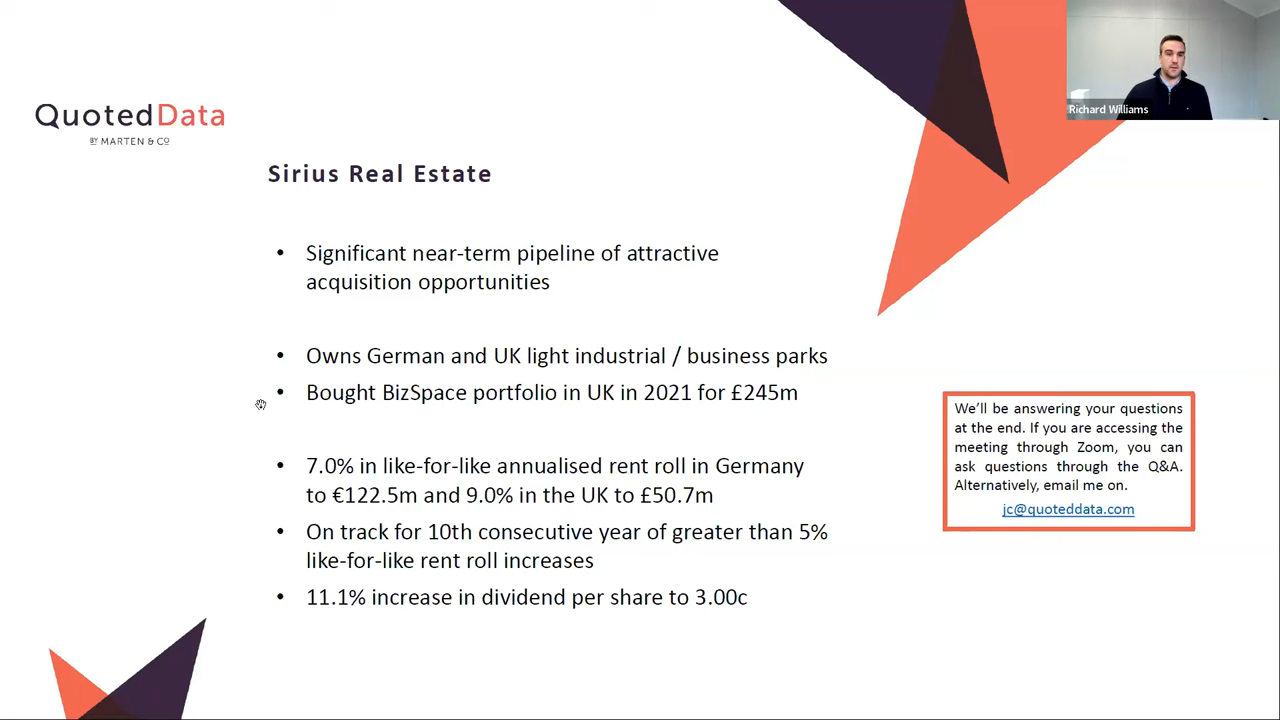 QuotedData
BY MARTEN & CO
Richard Williams
Sirius Real Estate
• Significant near-term pipeline of attractive
acquisition opportunities
• Owns German and UK light industrial / business parks
• Bought BizSpace portfolio in UK in 2021 for £245m
• 7.0% in like-for-like annualised rent roll in Germany
to €122.5m and 9.0% in the UK to £50.7m
• On track for 10th consecutive year of greater than 5%
like-for-like rent roll increases
• 11.1% increase in dividend per share to 3.00c
We’ll be answering your questions
at the end. If you are accessing the
meeting through Zoom, you can
ask questions through the Q&A.
Alternatively, email me on.
jc@quoteddata.com